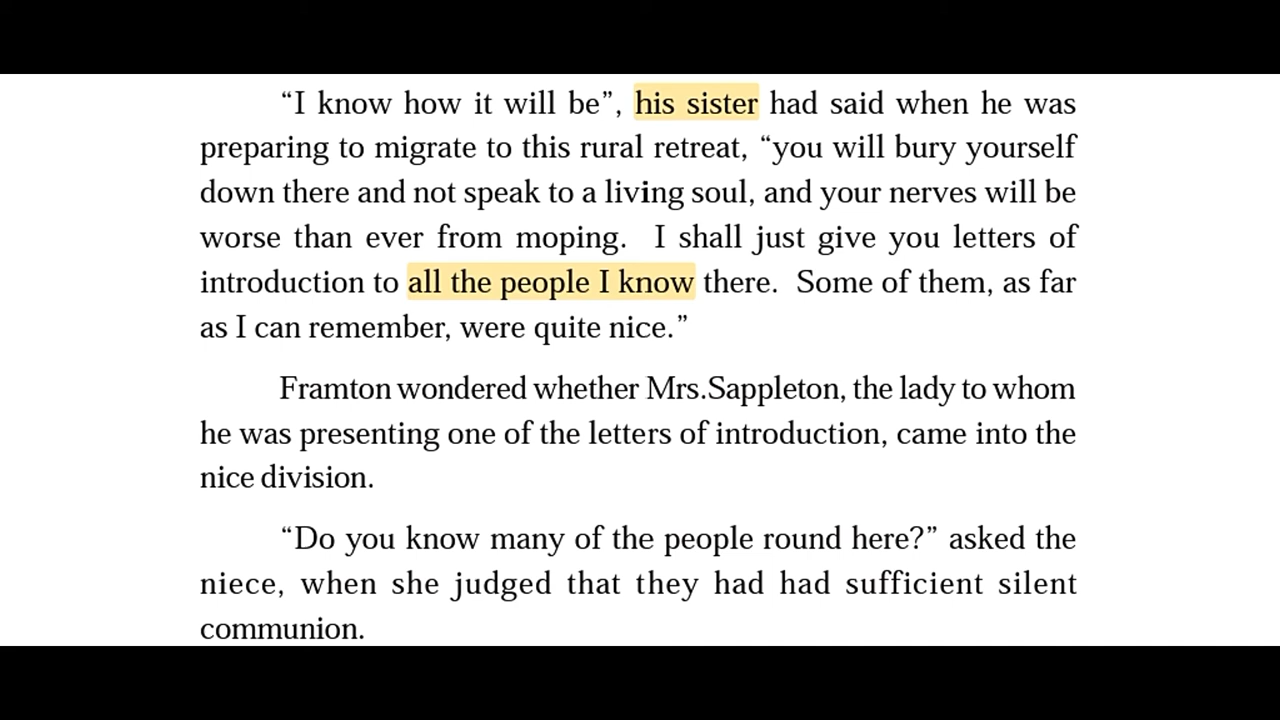 “I know how it will be”, his sister had said when he was
preparing to migrate to this rural retreat, “you will bury yourself
down there and not speak to a living soul, and your nerves will be
worse than ever from moping. I shall just give you letters of
introduction to all the people I know there. Some of them, as far
as I can remember, were quite nice.”
Framton wondered whether Mrs.Sappleton, the lady to whom
he was presenting one of the letters of introduction, came into the
nice division.
“Do you know many of the people round here?” asked the
niece, when she judged that they had had sufficient silent
communion.